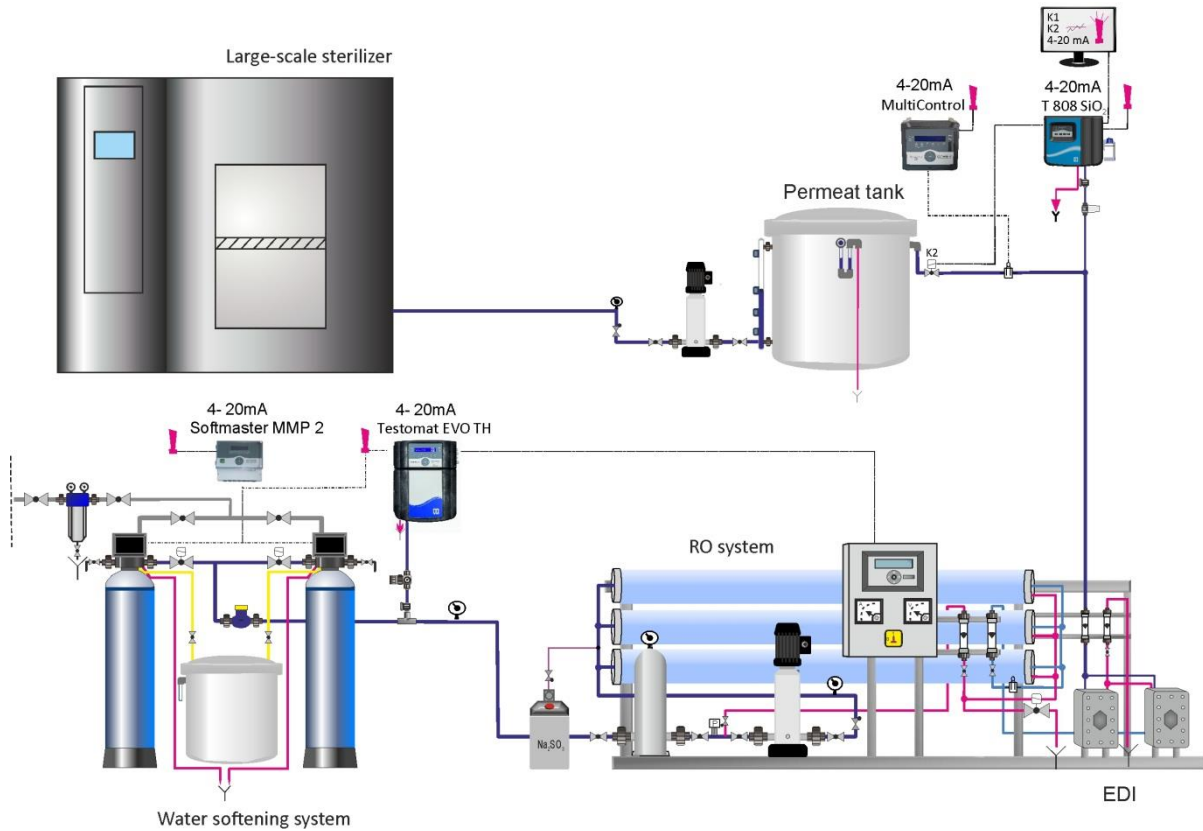 Large-scale sterilizer
K1
K2
4-20 mA
4-20mA
MultiControl
4-20mA
T 808 SiO₂
Permeat tank
K2
4- 20mA
Softmaster MMP 2
4- 20mA
Testomat EVO TH
RO system
P
EDI
Water softening system